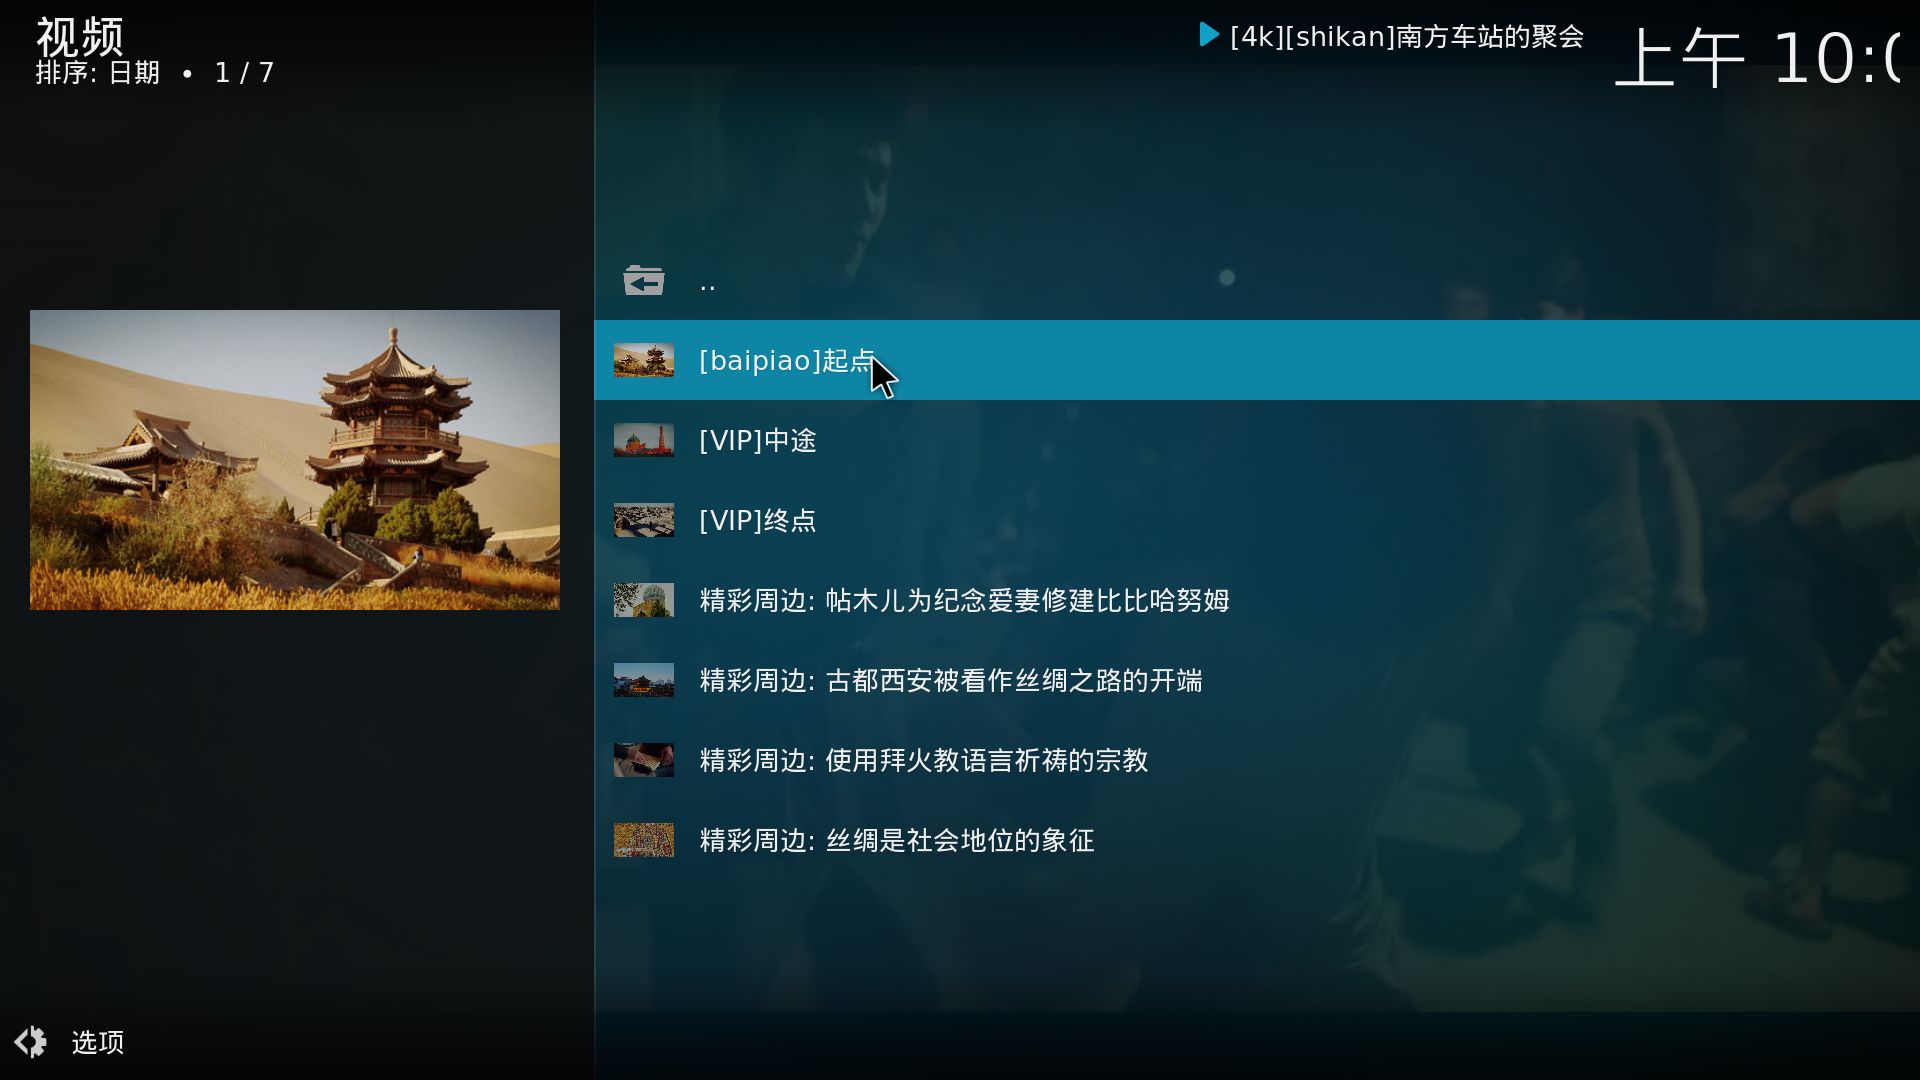 视频
排序: 日期 • 1 / 7
[4k][shikan]南方车站的聚会
上午 10:
..
[baipiao]起点
[VIP]中途
[VIP]终点
精彩周边: 帖木儿为纪念爱妻修建比比哈努姆
精彩周边: 古都西安被看作丝绸之路的开端
精彩周边: 使用拜火教语言祈祷的宗教
精彩周边: 丝绸是社会地位的象征
选项